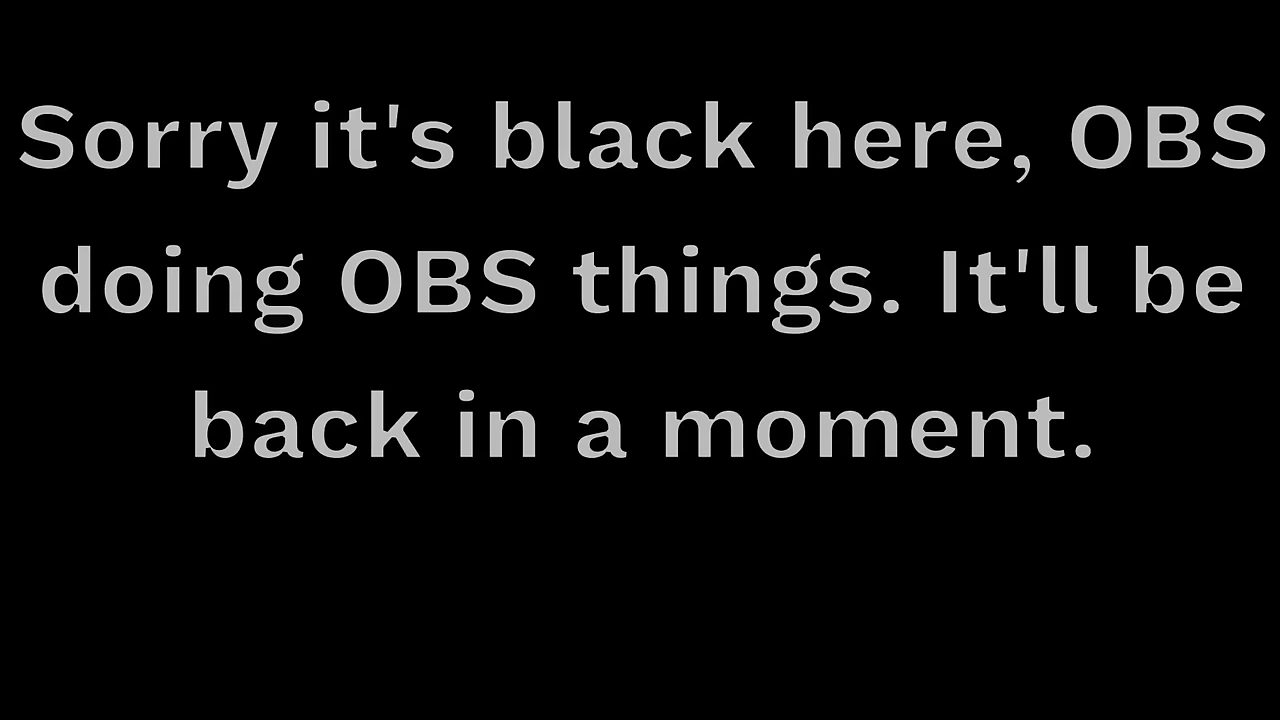 Sorry it's black here, OBS
doing OBS things. It'll be
back in a moment.